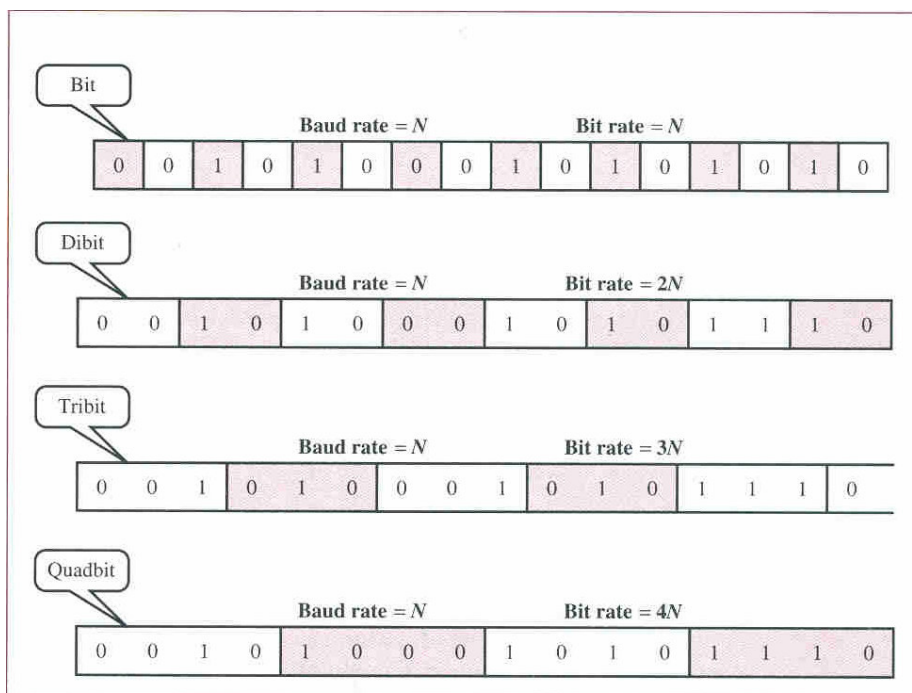 Bit
Baud rate = N Bit rate = N
0 0 1 0 1 0 0 0 1 0 1 0 1 0 1 0
Dibit
Baud rate = N Bit rate = 2N
0 0 1 0 1 0 0 0 1 0 1 0 1 1 1 0
Tribit
Baud rate = N Bit rate = 3N
0 0 1 0 1 0 0 0 1 0 1 0 1 1 1 0
Quadbit
Baud rate = N Bit rate = 4N
0 0 1 0 1 0 0 0 1 0 1 0 1 1 1 0